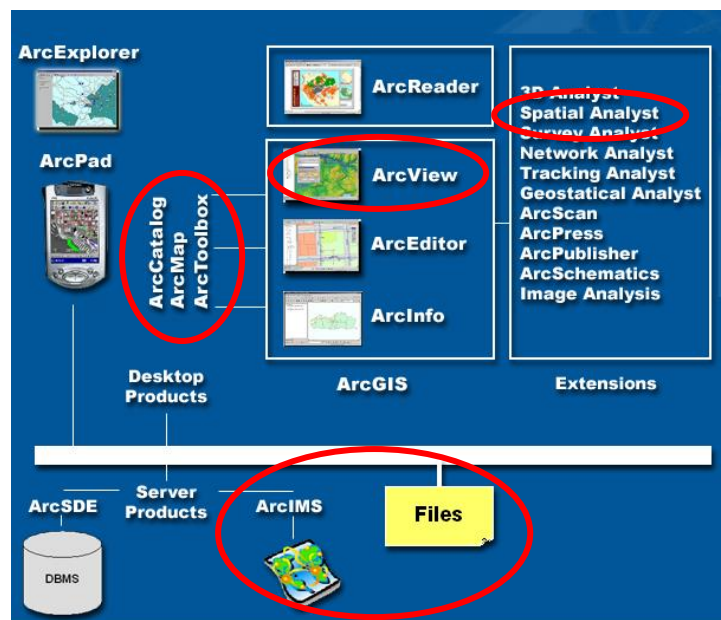 ArcExplorer
ArcPad
ArcCatalog
ArcMap
ArcToolbox
Desktop
Products
ArcReader
ArcView
ArcEditor
ArcInfo
ArcGIS
3D Analyst
Spatial Analyst
Survey Analyst
Network Analyst
Tracking Analyst
Geostatical Analyst
ArcScan
ArcPress
ArcPublisher
ArcSchematics
Image Analysis
Extensions
ArcSDE
Server
Products
ArcIMS
Files
DBMS